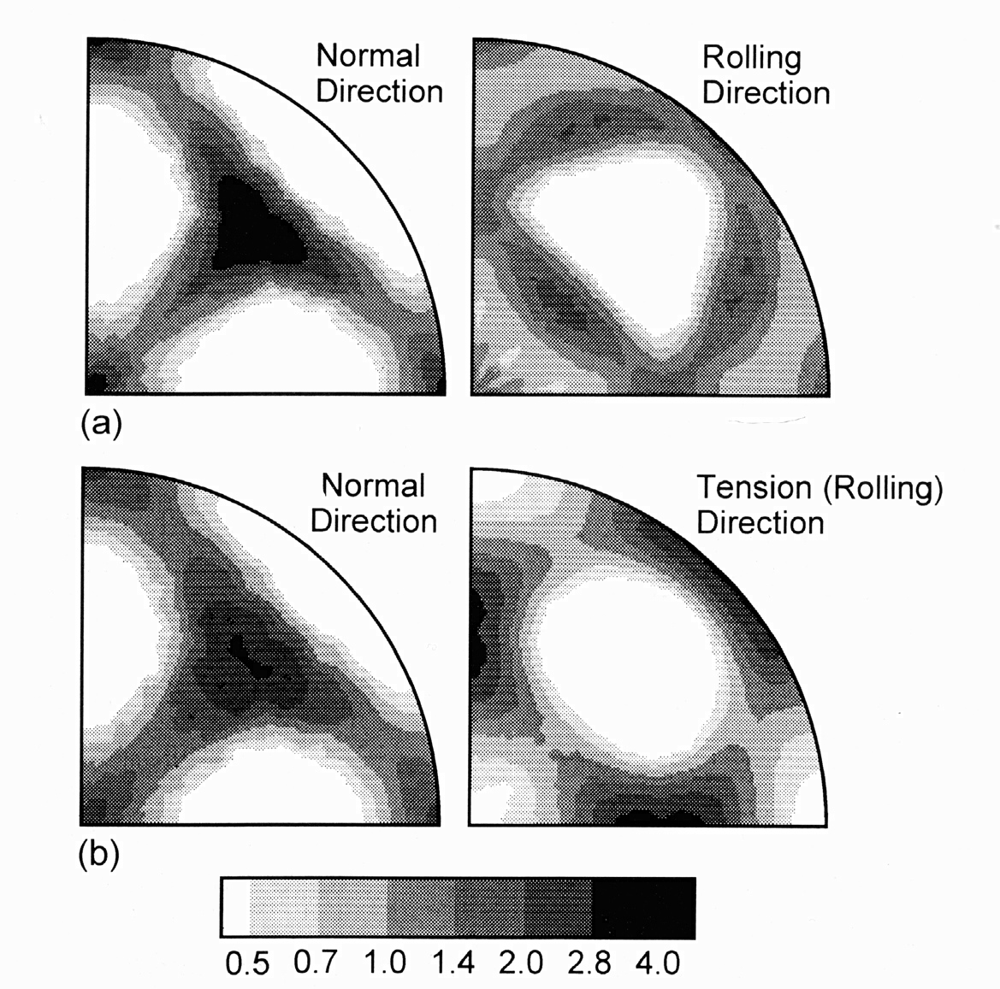 Normal
Direction
Rolling
Direction
(a)
Normal
Direction
Tension (Rolling)
Direction
(b)
0.5 0.7 1.0 1.4 2.0 2.8 4.0